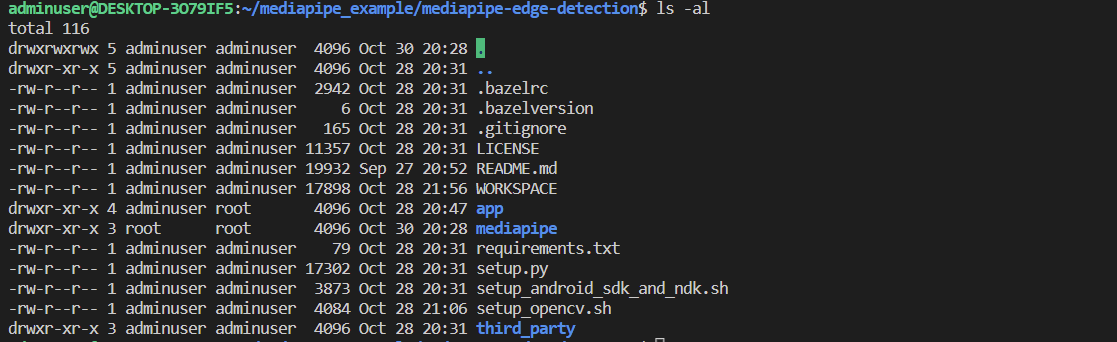 adminuser@DESKTOP-3O79IF5:~/mediapipe_example/mediapipe-edge-detection$ ls -al
total 116
drwxrwxrwx 5 adminuser adminuser  4096 Oct 30 20:28 .
drwxr-xr-x 5 adminuser adminuser  4096 Oct 28 20:31 ..
-rw-r--r-- 1 adminuser adminuser  2942 Oct 28 20:31 .bazelrc
-rw-r--r-- 1 adminuser adminuser     6 Oct 28 20:31 .bazelversion
-rw-r--r-- 1 adminuser adminuser   165 Oct 28 20:31 .gitignore
-rw-r--r-- 1 adminuser adminuser 11357 Oct 28 20:31 LICENSE
-rw-r--r-- 1 adminuser adminuser 19932 Sep 27 20:52 README.md
-rw-r--r-- 1 adminuser adminuser 17898 Oct 28 21:56 WORKSPACE
drwxr-xr-x 4 adminuser root       4096 Oct 28 20:47 app
drwxr-xr-x 3 root      root       4096 Oct 30 20:28 mediapipe
-rw-r--r-- 1 adminuser adminuser    79 Oct 28 20:31 requirements.txt
-rw-r--r-- 1 adminuser adminuser 17302 Oct 28 20:31 setup.py
-rw-r--r-- 1 adminuser adminuser  3873 Oct 28 20:31 setup_android_sdk_and_ndk.sh
-rw-r--r-- 1 adminuser adminuser  4084 Oct 28 21:06 setup_opencv.sh
drwxr-xr-x 3 adminuser adminuser  4096 Oct 28 20:31 third_party